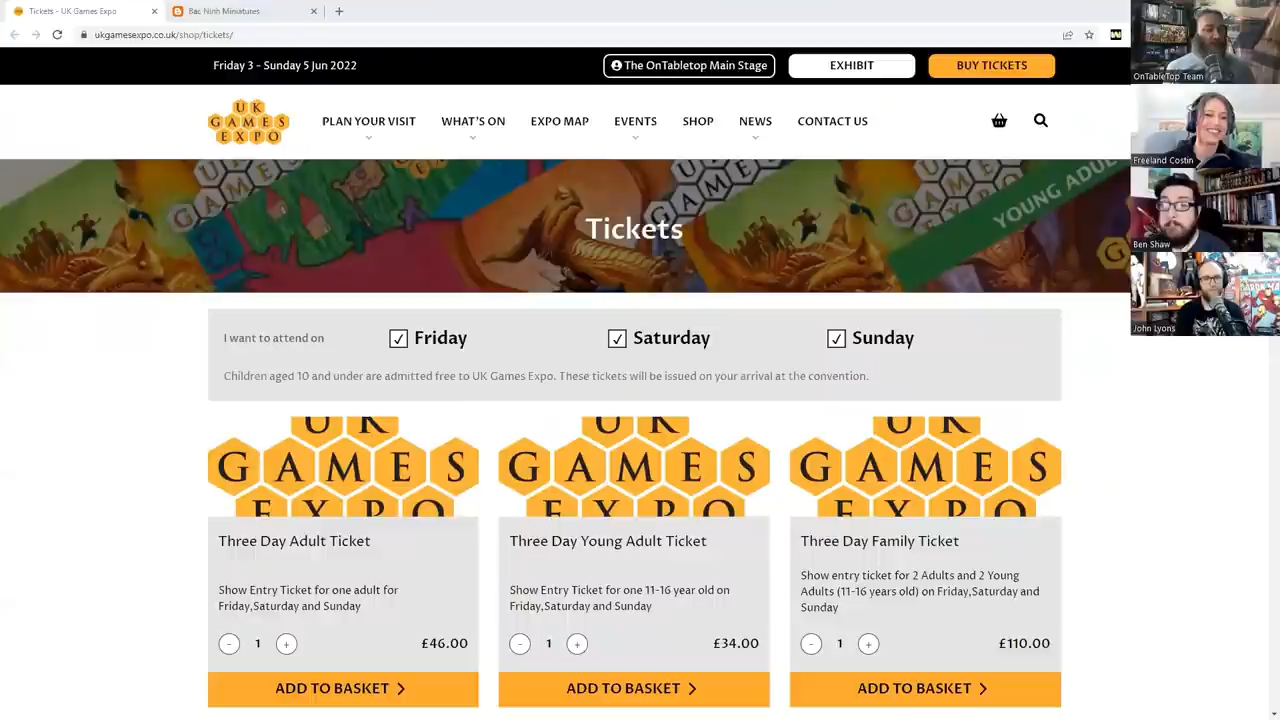 Tickets - UK Games Expo
Bac Ninh Miniatures
ukgamesexpo.co.uk/shop/tickets/
Friday 3 - Sunday 5 Jun 2022
The OnTabletop Main Stage
EXHIBIT
BUY TICKETS
UK
GAMES
EXPO
PLAN YOUR VISIT
WHAT'S ON
EXPO MAP
EVENTS
SHOP
NEWS
CONTACT US
Tickets
YOUNG ADU
I want to attend on
Friday
Saturday
Sunday
Children aged 10 and under are admitted free to UK Games Expo. These tickets will be issued on your arrival at the convention.
UK
GAMES
EXPO
UK
GAMES
EXPO
UK
GAMES
EXPO
Three Day Adult Ticket
Show Entry Ticket for one adult for
Friday,Saturday and Sunday
- 1 + £46.00
ADD TO BASKET
Three Day Young Adult Ticket
Show Entry Ticket for one 11-16 year old on
Friday,Saturday and Sunday
- 1 + £34.00
ADD TO BASKET
Three Day Family Ticket
Show entry ticket for 2 Adults and 2 Young
Adults (11-16 years old) on Friday,Saturday and
Sunday
- 1 + £110.00
ADD TO BASKET
OnTableTop Team
Freeland Costin
Ben Shaw
John Lyons